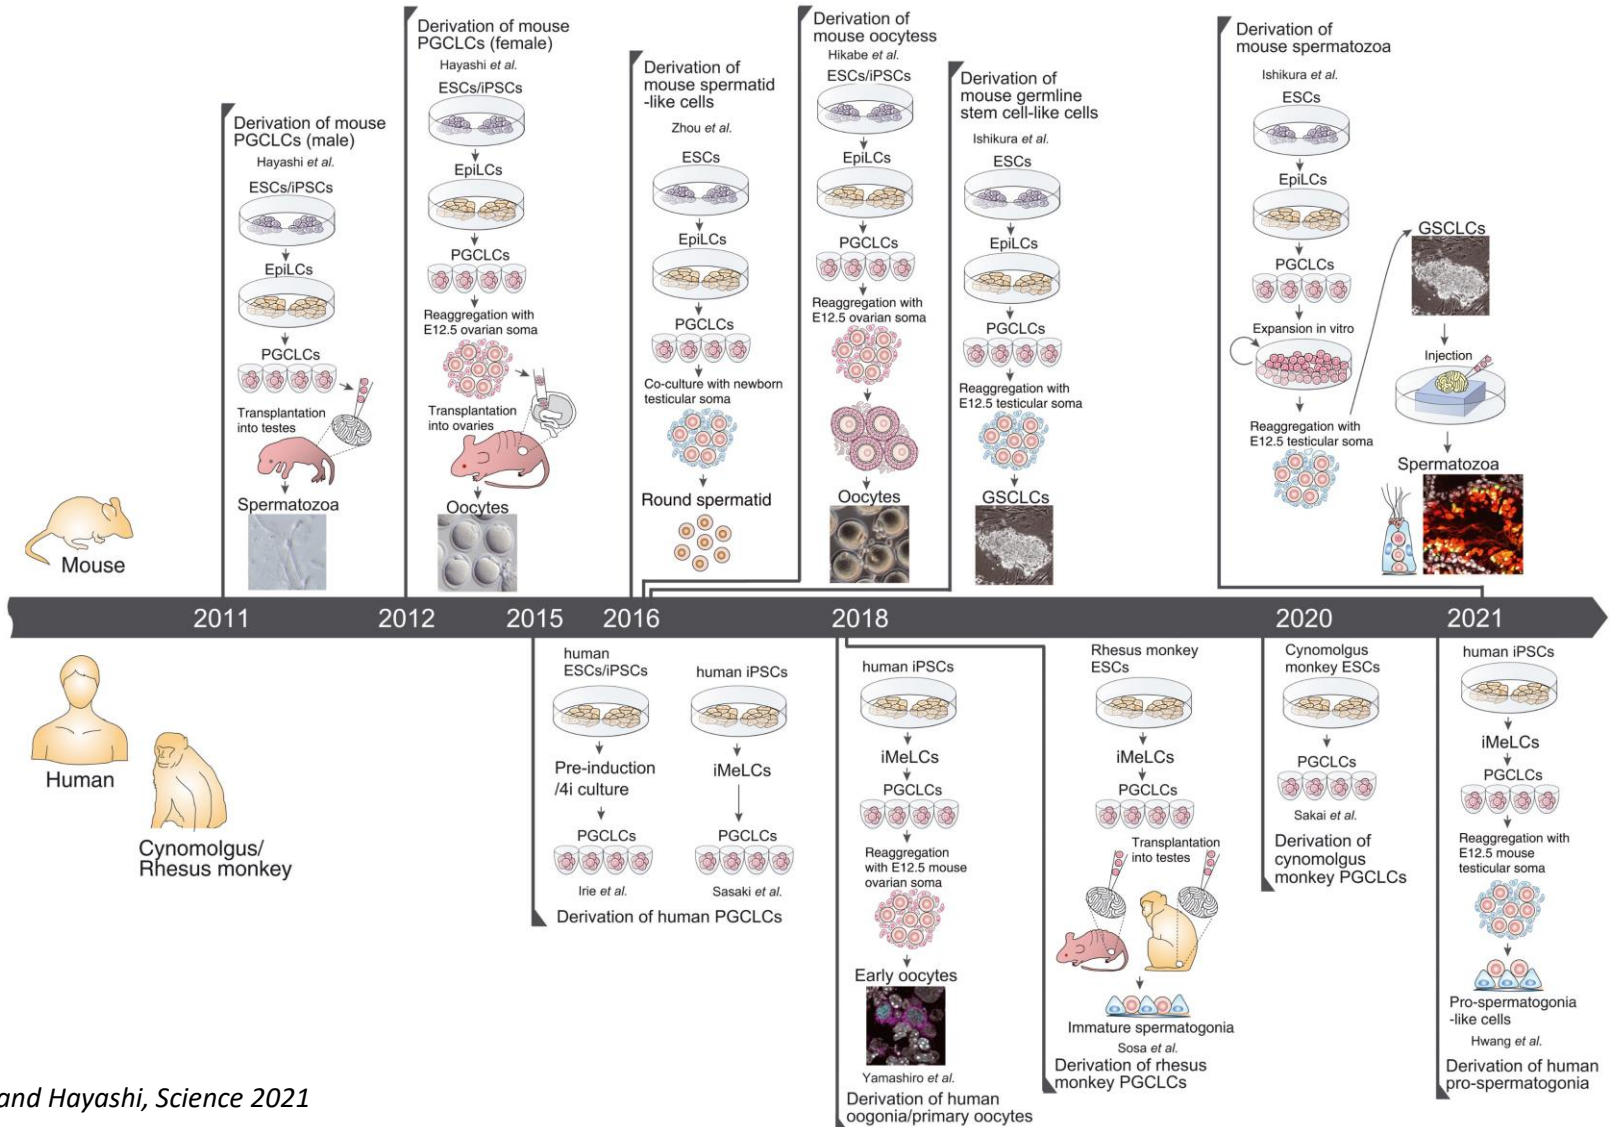 Derivation of mouse
PGCLCs (male)
Hayashi et al.
ESCs/iPSCs
EpiLCs
PGCLCs
Transplantation
into testes
Spermatozoa
Derivation of mouse
PGCLCs (female)
Hayashi et al.
ESCs/iPSCs
EpiLCs
PGCLCs
Reaggregation with
E12.5 ovarian soma
Transplantation
into ovaries
Oocytes
Derivation of
mouse spermatid
-like cells
Zhou et al.
ESCs
EpiLCs
PGCLCs
Co-culture with newborn
testicular soma
Round spermatid
Derivation of
mouse oocytess
Hikabe et al.
ESCs/iPSCs
EpiLCs
PGCLCs
Reaggregation with
E12.5 ovarian soma
Oocytes
Derivation of
mouse germline
stem cell-like cells
Ishikura et al.
ESCs
EpiLCs
PGCLCs
Reaggregation with
E12.5 testicular soma
GSCLCs
Derivation of
mouse spermatozoa
Ishikura et al.
ESCs
EpiLCs
PGCLCs
Expansion in vitro
Reaggregation with
E12.5 testicular soma
GSCLCs
Injection
Spermatozoa
Mouse
2011
2012
2015
2016
2018
2020
2021
Human
Cynomolgus/
Rhesus monkey
human
ESCs/iPSCs
Pre-induction
/4i culture
PGCLCs
Irie et al.
human iPSCs
iMeLCs
PGCLCs
Sasaki et al.
Derivation of human PGCLCs
human iPSCs
iMeLCs
PGCLCs
Reaggregation
with E12.5 mouse
ovarian soma
Early oocytes
Yamashiro et al.
Derivation of human
oogonia/primary oocytes
Rhesus monkey
ESCs
iMeLCs
PGCLCs
Transplantation
into testes
Immature spermatogonia
Sosa et al.
Derivation of rhesus
monkey PGCLCs
Cynomolgus
monkey ESCs
PGCLCs
Sakai et al.
Derivation of
cynomolgus
monkey PGCLCs
human iPSCs
iMeLCs
PGCLCs
Reaggregation with
E12.5 mouse
testicular soma
Pro-spermatogonia
-like cells
Hwang et al.
Derivation of human
pro-spermatogonia
and Hayashi, Science 2021